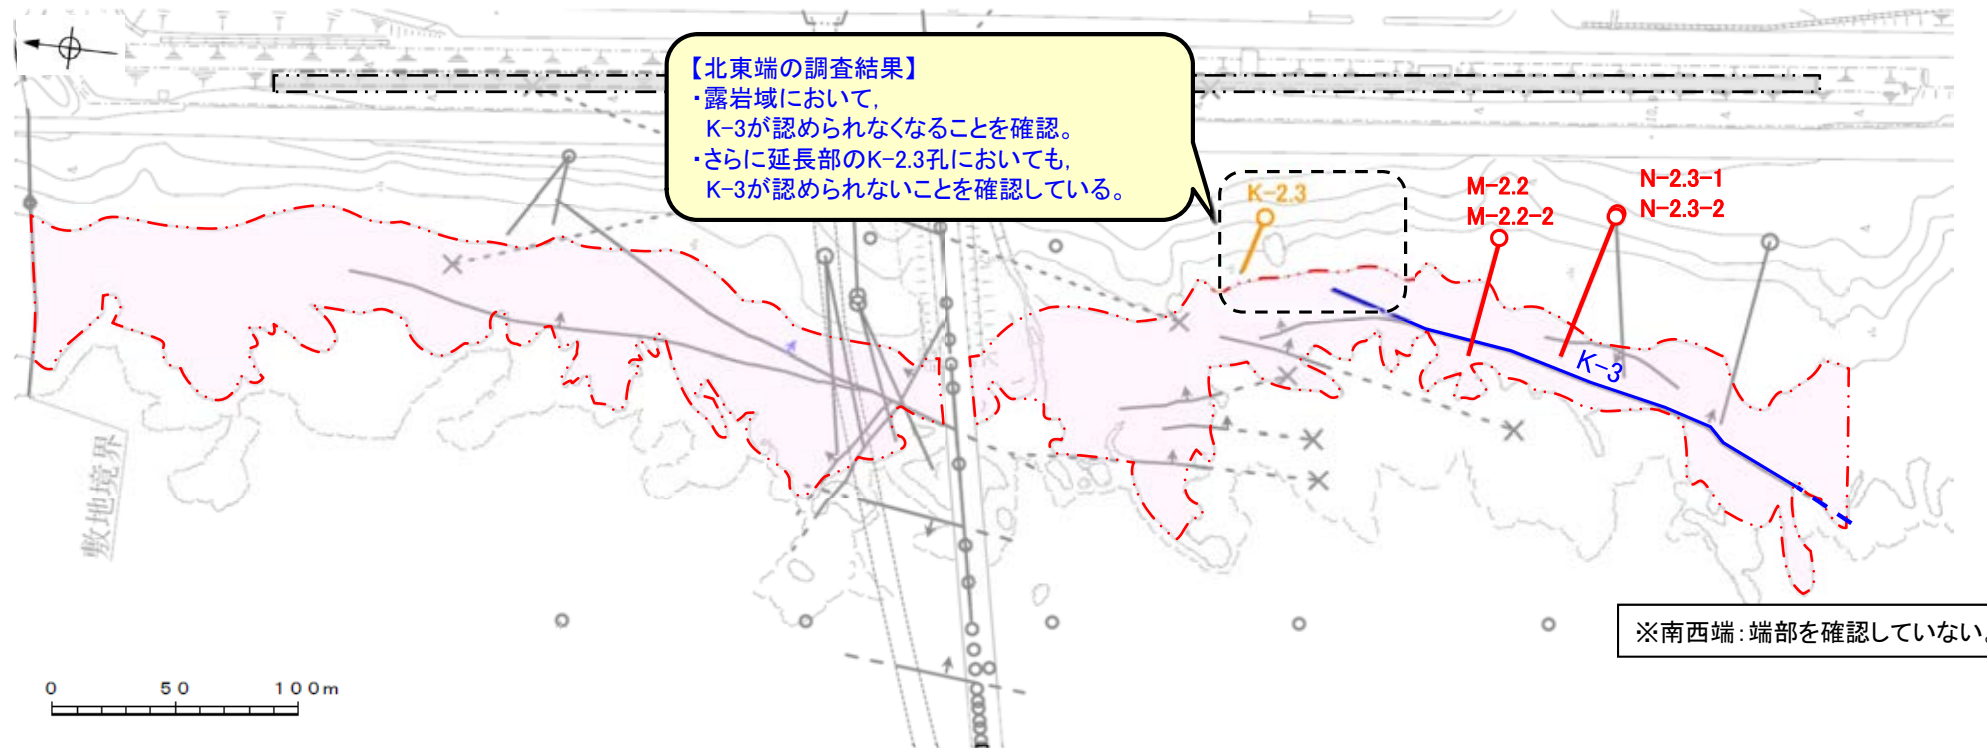 【北東端の調査結果】
・露岩域において,
K-3が認められなくなることを確認。
・さらに延長部のK-2.3孔においても,
K-3が認められないことを確認している。
K-2.3
M-2.2
M-2.2-2
N-2.3-1
N-2.3-2
K-3
敷地境界
※南西端:端部を確認していない。
0 50 100m